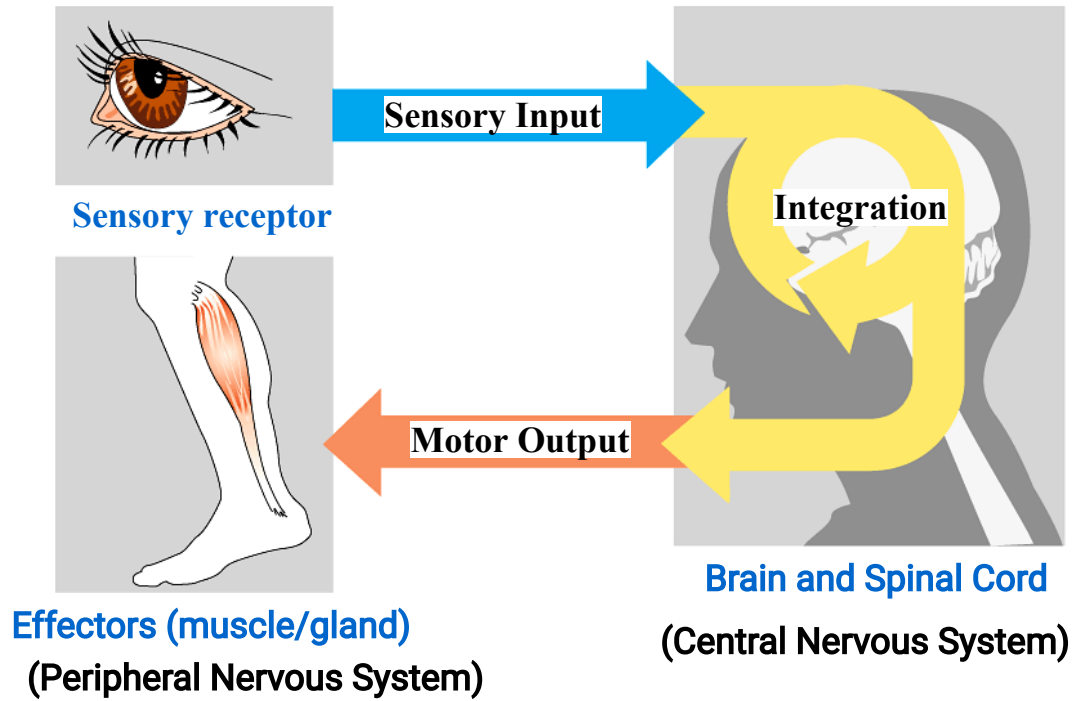 Sensory Input
Sensory receptor
Integration
Motor Output
Effectors (muscle/gland)
(Peripheral Nervous System)
Brain and Spinal Cord
(Central Nervous System)